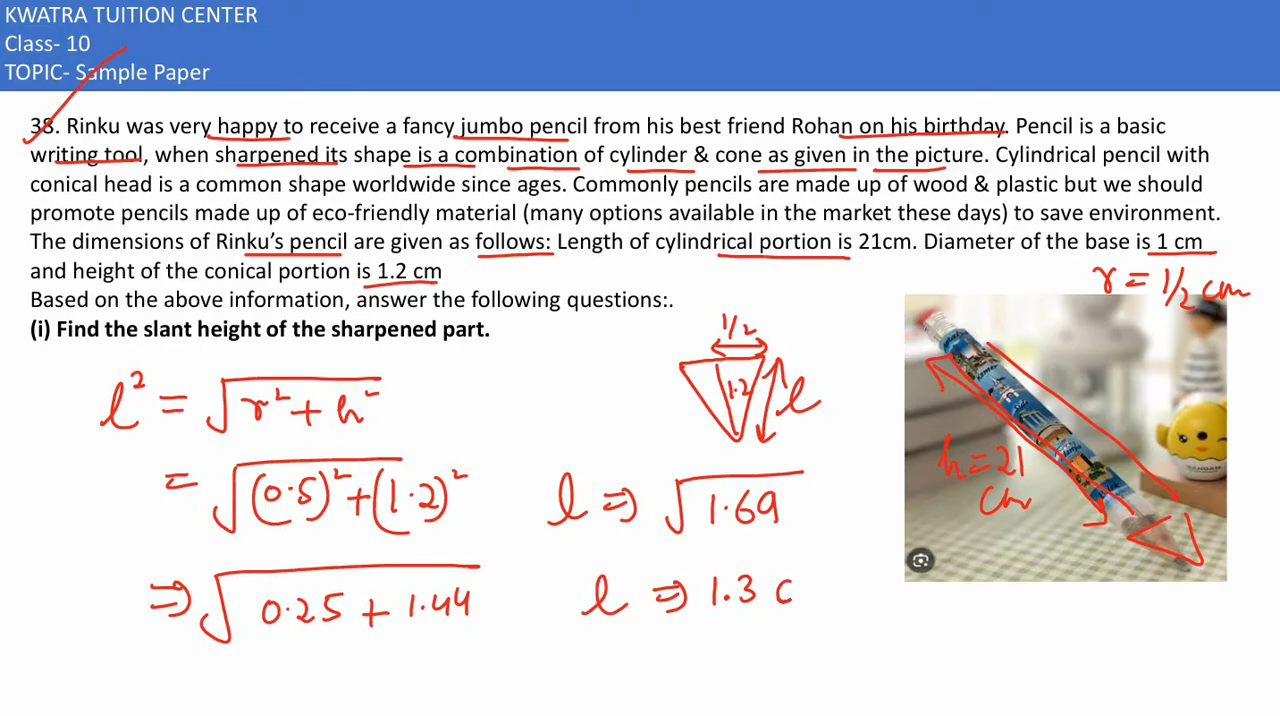 KWATRA TUITION CENTER
Class- 10
TOPIC- Sample Paper
38. Rinku was very happy to receive a fancy jumbo pencil from his best friend Rohan on his birthday. Pencil is a basic
writing tool, when sharpened its shape is a combination of cylinder & cone as given in the picture. Cylindrical pencil with
conical head is a common shape worldwide since ages. Commonly pencils are made up of wood & plastic but we should
promote pencils made up of eco-friendly material (many options available in the market these days) to save environment.
The dimensions of Rinku's pencil are given as follows: Length of cylindrical portion is 21cm. Diameter of the base is 1 cm
and height of the conical portion is 1.2 cm
r = 1/2 cm
Based on the above information, answer the following questions:.
(i) Find the slant height of the sharpened part.
1/2
1.2
l
l² = √r² + h²
h = 21
cm
= √(0.5)² + (1.2)²
l ⇒ √1.69
⇒ √0.25 + 1.44
l ⇒ 1.3 c